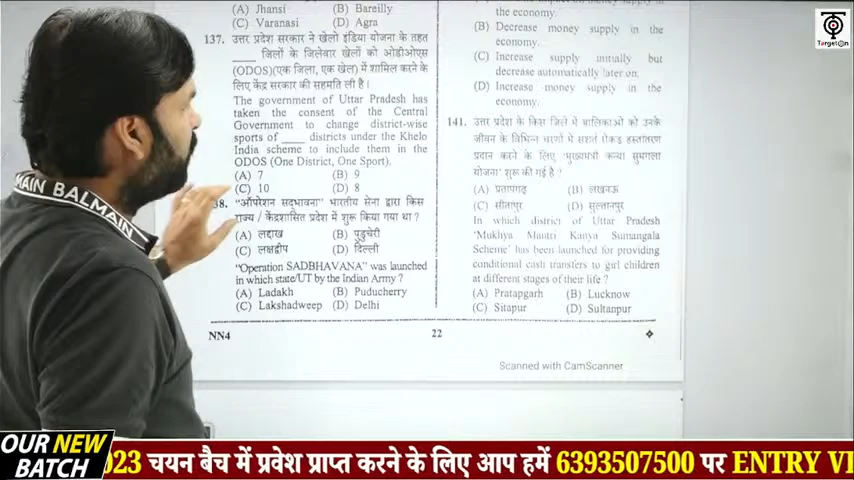 (A) Jhansi (B) Bareilly
(C) Varanasi (D) Agra
137. उत्तर प्रदेश सरकार ने खेलो इंडिया योजना के तहत
____ जिलों के जिलेवार खेलों को ओडीओएस
(ODOS)(एक जिला, एक खेल) में शामिल करने के
लिए केंद्र सरकार की सहमति ली है।
The government of Uttar Pradesh has
taken the consent of the Central
Government to change district-wise
sports of ____ districts under the Khelo
India scheme to include them in the
ODOS (One District, One Sport).
(A) 7 (B) 9
(C) 10 (D) 8
38. "ऑपरेशन सद्भावना" भारतीय सेना द्वारा किस
राज्य / केंद्रशासित प्रदेश में शुरू किया गया था ?
(A) लद्दाख (B) पुडुचेरी
(C) लक्षद्वीप (D) दिल्ली
"Operation SADBHAVANA" was launched
in which state/UT by the Indian Army ?
(A) Ladakh (B) Puducherry
(C) Lakshadweep (D) Delhi
NN4
22
the economy.
(B) Decrease money supply in the
economy.
(C) Increase supply initially but
decrease automatically later on.
(D) Increase money supply in the
economy.
141. उत्तर प्रदेश के किस जिले में बालिकाओं को उनके
जीवन के विभिन्न चरणों में सशर्त रोकड़ हस्तांतरण
प्रदान करने के लिए 'मुख्यमंत्री कन्या सुमंगला
योजना' शुरू की गई है ?
(A) प्रतापगढ़ (B) लखनऊ
(C) सीतापुर (D) सुल्तानपुर
In which district of Uttar Pradesh
'Mukhya Mantri Kanya Sumangala
Scheme' has been launched for providing
conditional cash transfers to girl children
at different stages of their life ?
(A) Pratapgarh (B) Lucknow
(C) Sitapur (D) Sultanpur
Scanned with CamScanner
TargetOn
MAIN BALMAIN
OUR NEW
BATCH
2023 चयन बैच में प्रवेश प्राप्त करने के लिए आप हमें 6393507500 पर ENTRY